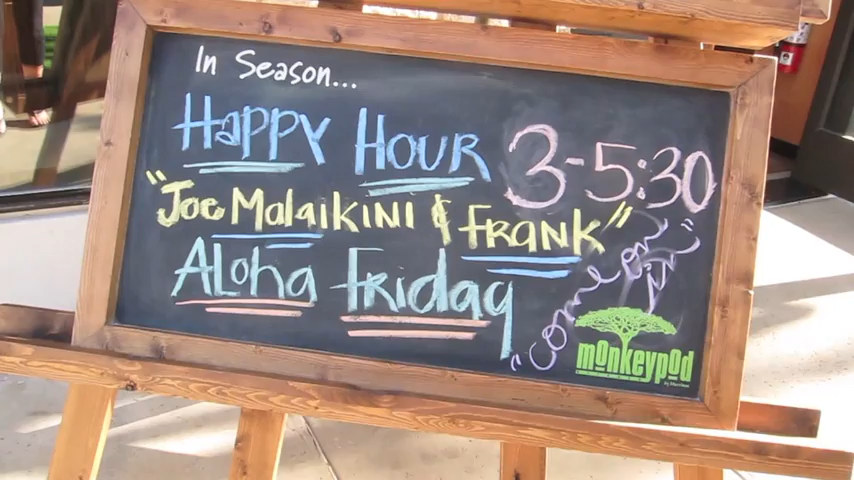 In Season...
Happy Hour 3-5:30
"Joe Malaikini & Frank"
Aloha Friday
"come on in"
monkeypod